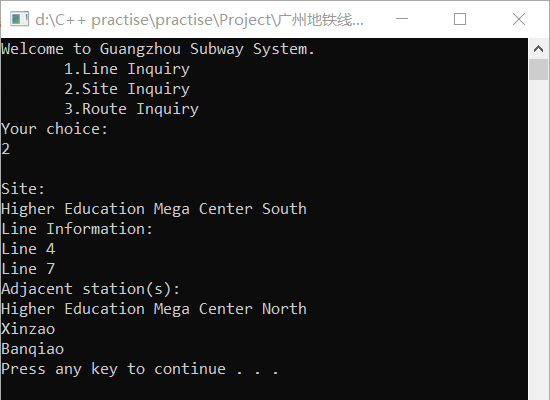 d:\C++ practise\practise\Project\广州地铁线...
Welcome to Guangzhou Subway System.
1.Line Inquiry
2.Site Inquiry
3.Route Inquiry
Your choice:
2
Site:
Higher Education Mega Center South
Line Information:
Line 4
Line 7
Adjacent station(s):
Higher Education Mega Center North
Xinzao
Banqiao
Press any key to continue . . .